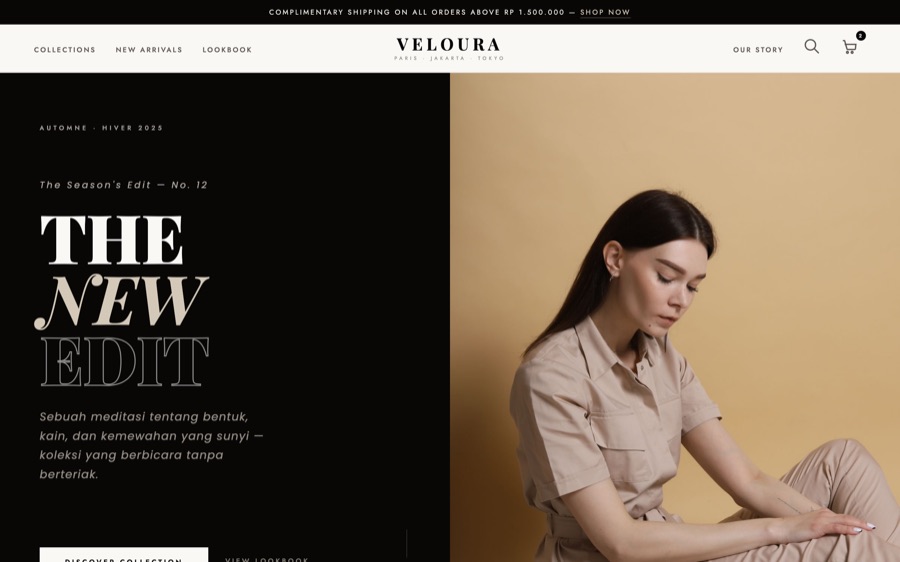 COMPLIMENTARY SHIPPING ON ALL ORDERS ABOVE RP 1.500.000 — SHOP NOW
COLLECTIONS NEW ARRIVALS LOOKBOOK
VELOURA
PARIS · JAKARTA · TOKYO
OUR STORY
2
AUTOMNE · HIVER 2025
The Season's Edit — No. 12
THE
NEW
EDIT
Sebuah meditasi tentang bentuk,
kain, dan kemewahan yang sunyi —
koleksi yang berbicara tanpa
berteriak.
DISCOVER COLLECTION
VIEW LOOKBOOK